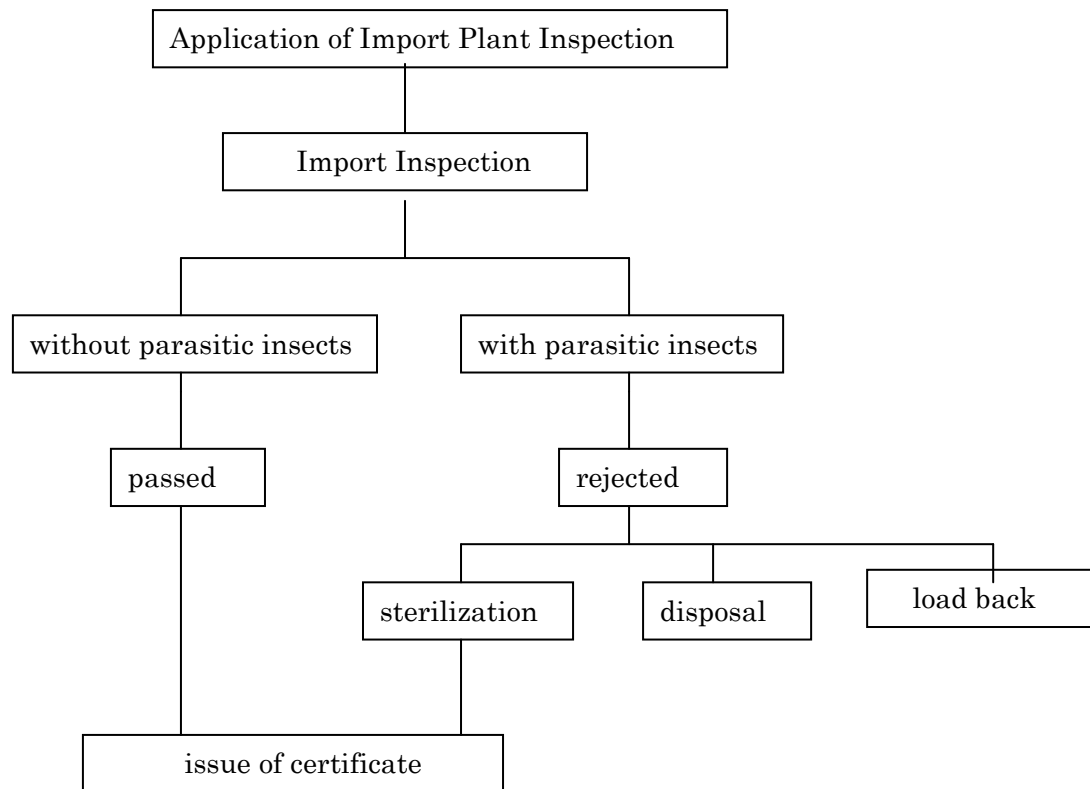 Application of Import Plant Inspection
Import Inspection
without parasitic insects
with parasitic insects
passed
rejected
sterilization
disposal
load back
issue of certificate